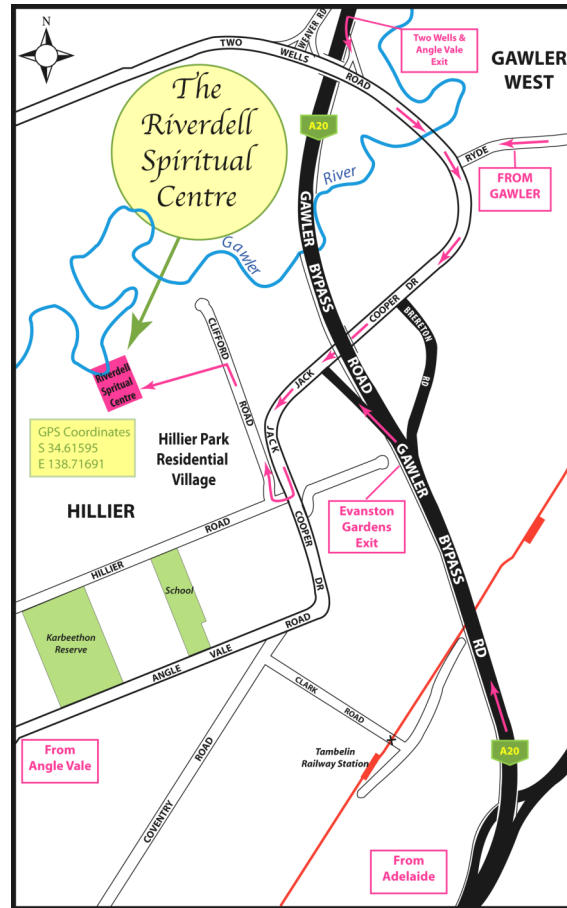 N
TWO
WELLS
ROAD
WEAVER RD
Two Wells &
Angle Vale
Exit
GAWLER
WEST
The
Riverdell
Spiritual
Centre
A20
RYDE
FROM
GAWLER
River
Gawler
GAWLER
BYPASS
ROAD
COOPER DR
JACK
BRERETON
RD
CLIFFORD
ROAD
Riverdell
Spritual
Centre
GPS Coordinates
S 34.61595
E 138.71691
Hillier Park
Residential
Village
JACK
COOPER
DR
GAWLER
BYPASS
RD
Evanston
Gardens
Exit
HILLIER
HILLIER
ROAD
School
Karbeethon
Reserve
ANGLE
VALE
ROAD
CLARK
ROAD
Tambelin
Railway Station
X
From
Angle Vale
COVENTRY
ROAD
A20
From
Adelaide